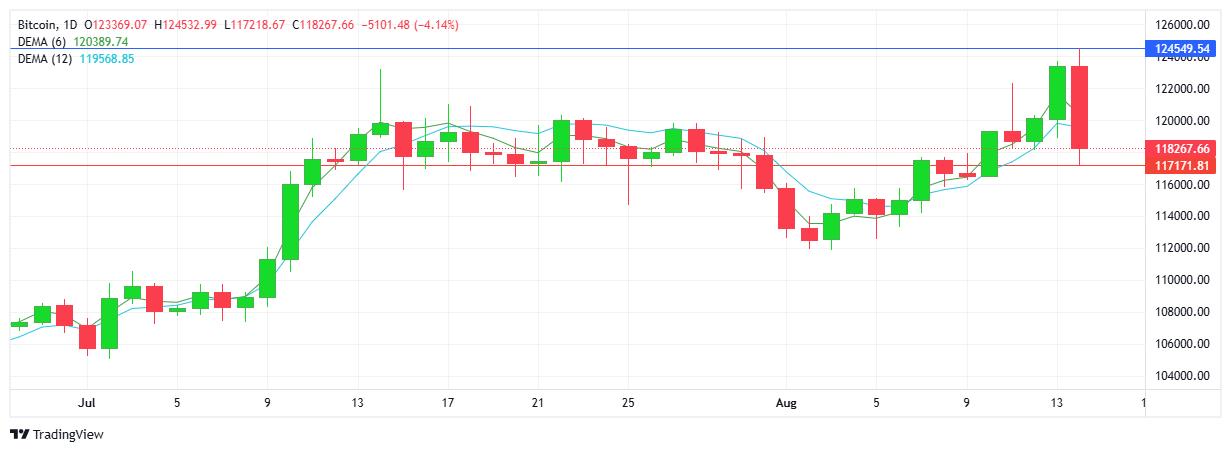 Bitcoin, 1D O123369.07 H124532.99 L117218.67 C118267.66 −5101.48 (−4.14%)
DEMA (6) 120389.74
DEMA (12) 119568.85
126000.00
124549.54
124000.00
122000.00
120000.00
118267.66
117171.81
116000.00
114000.00
112000.00
110000.00
108000.00
106000.00
104000.00
Jul 5 9 13 17 21 25 Aug 5 9 13 1
TradingView